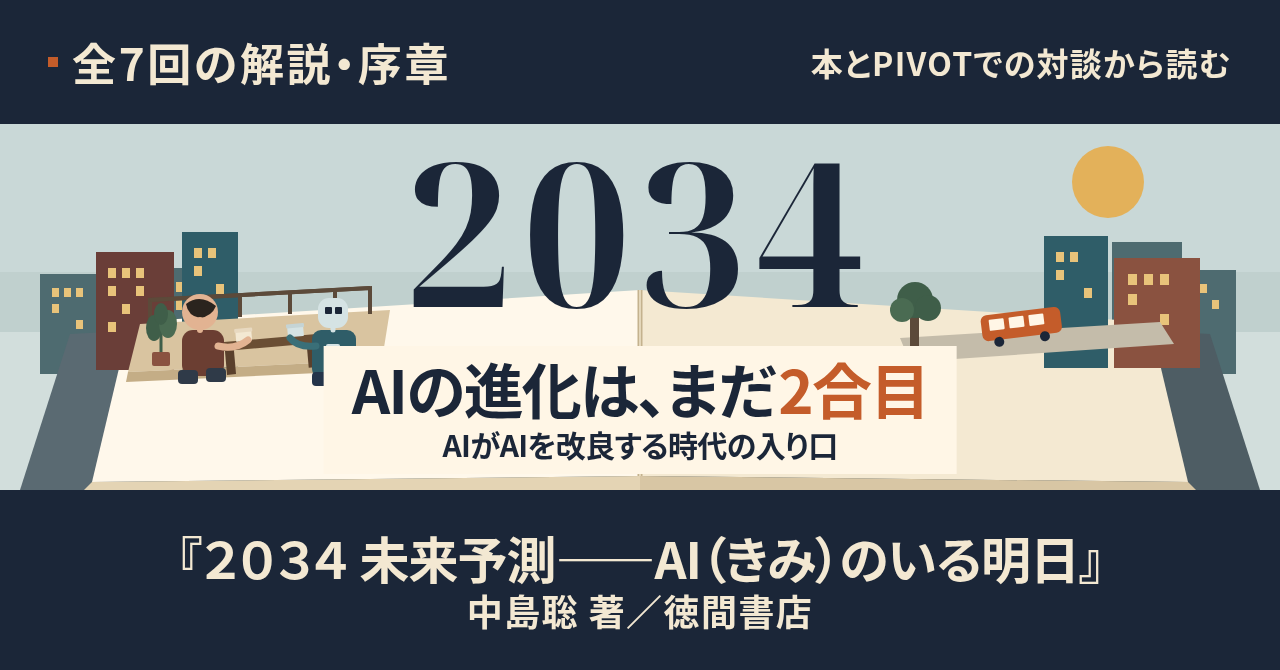 全7回の解説・序章
本とPIVOTでの対談から読む
2034
AIの進化は、まだ2合目
AIがAIを改良する時代の入り口
『2034 未来予測——AI（きみ）のいる明日』
中島聡 著／徳間書店